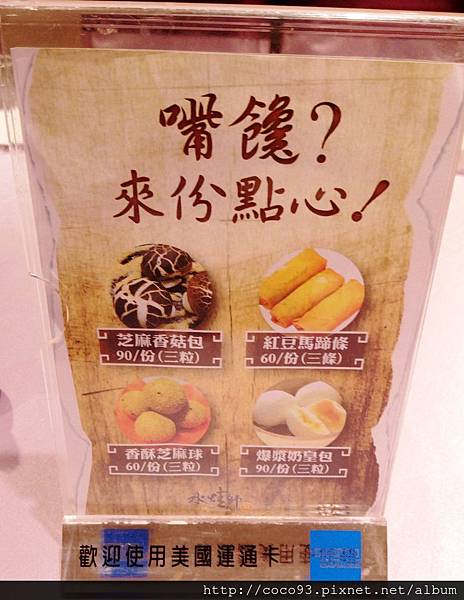 嘴饞？
來份點心！
芝麻香菇包
90/份(三粒)
紅豆馬蹄條
60/份(三條)
香酥芝麻球
60/份(三粒)
爆漿奶皇包
90/份(三粒)
歡迎使用美國運通卡
http://coco93.pixnet.net/album